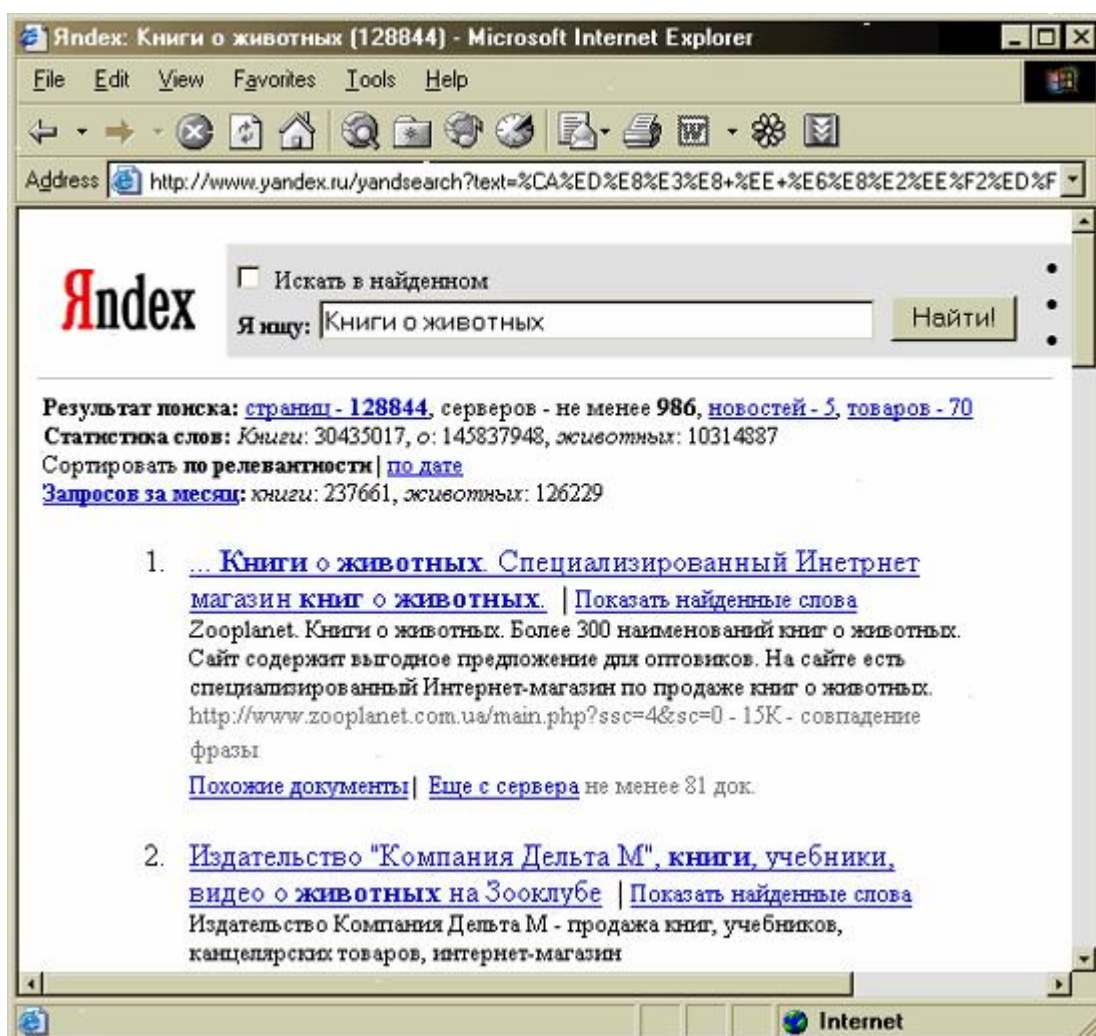 Яndex: Книги о животных (128844) - Microsoft Internet Explorer
File Edit View Favorites Tools Help
Address http://www.yandex.ru/yandsearch?text=%CA%ED%E8%E3%E8+%EE+%E6%E8%E2%EE%F2%ED%F
Яndex
Искать в найденном
Я ищу: Книги о животных Найти!
Результат поиска: страниц - 128844, серверов - не менее 986, новостей - 5, товаров - 70
Статистика слов: Книги: 30435017, о: 145837948, животных: 10314887
Сортировать по релевантности | по дате
Запросов за месяц: книги: 237661, животных: 126229
1. ... Книги о животных. Специализированный Инетрнет
магазин книг о животных. | Показать найденные слова
Zooplanet. Книги о животных. Более 300 наименований книг о животных.
Сайт содержит выгодное предложение для оптовиков. На сайте есть
специализированный Интернет-магазин по продаже книг о животных.
http://www.zooplanet.com.ua/main.php?ssc=4&sc=0 - 15K - совпадение
фразы
Похожие документы | Еще с сервера не менее 81 док.
2. Издательство "Компания Дельта М", книги, учебники,
видео о животных на Зооклубе | Показать найденные слова
Издательство Компания Дельта М - продажа книг, учебников,
канцелярских товаров, интернет-магазин
Internet